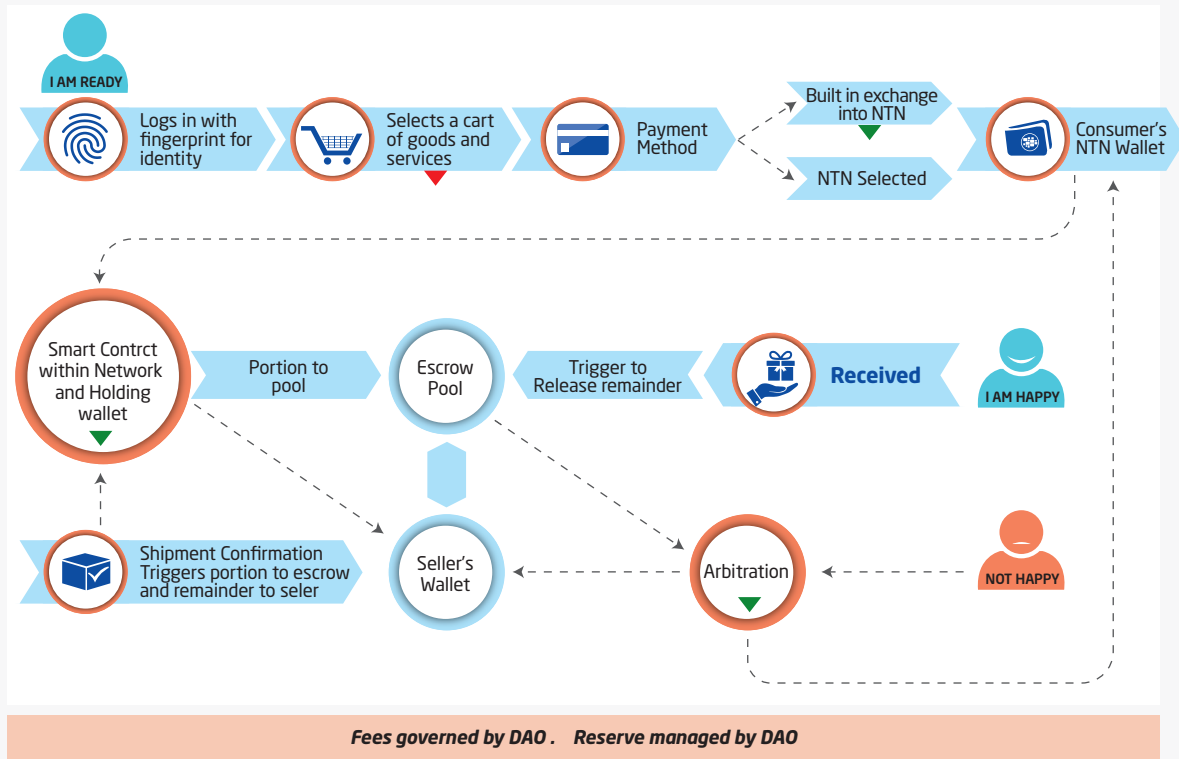 I AM READY
Logs in with
fingerprint for
identity
Selects a cart
of goods and
services
Payment
Method
Built in exchange
into NTN
NTN Selected
Consumer's
NTN Wallet
Smart Contrct
within Network
and Holding
wallet
Portion to
pool
Escrow
Pool
Trigger to
Release remainder
Received
I AM HAPPY
Shipment Confirmation
Triggers portion to escrow
and remainder to seler
Seller's
Wallet
Arbitration
NOT HAPPY
Fees governed by DAO . Reserve managed by DAO